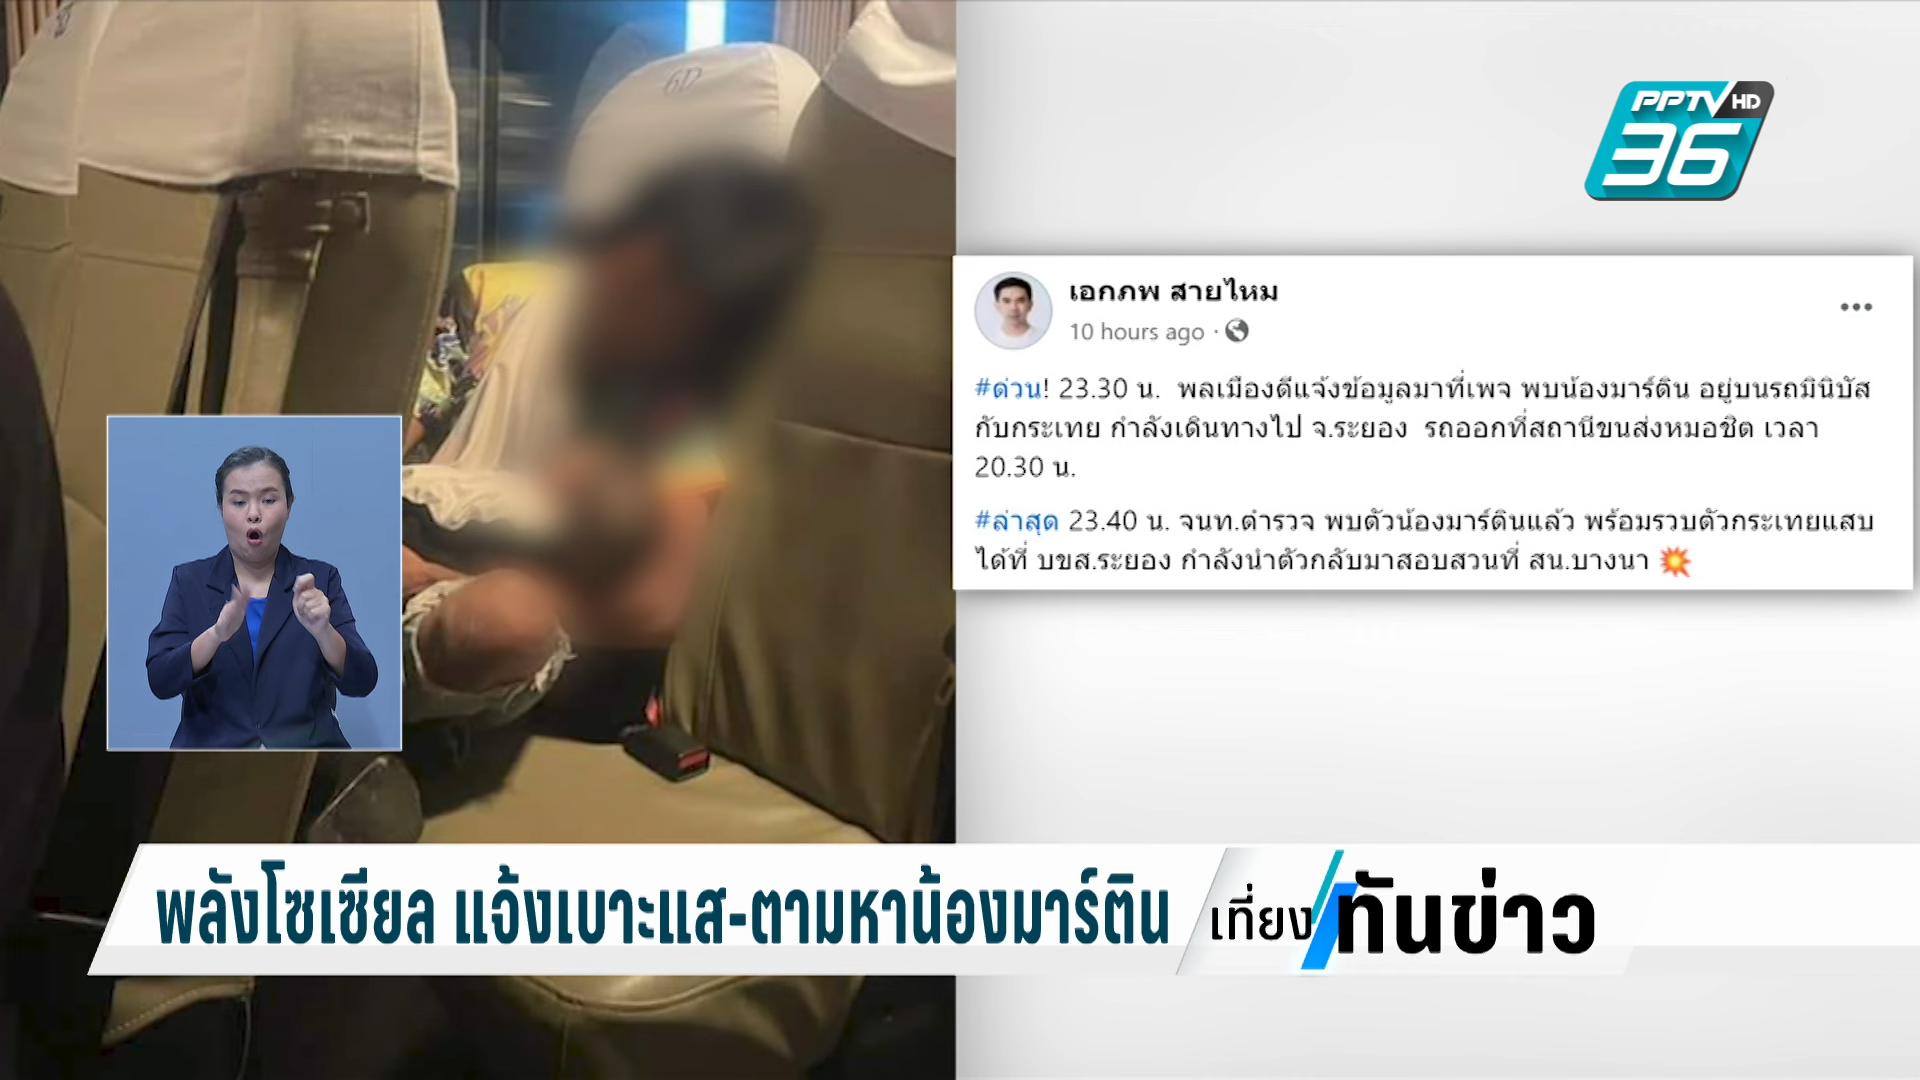 6D
PPTV HD
36
เอกภพ สายไหม
10 hours ago ·
#ด่วน! 23.30 น. พลเมืองดีแจ้งข้อมูลมาที่เพจ พบน้องมาร์ติน อยู่บนรถมินิบัส
กับกระเทย กำลังเดินทางไป จ.ระยอง รถออกที่สถานีขนส่งหมอชิต เวลา
20.30 น.
#ล่าสุด 23.40 น. จนท.ตำรวจ พบตัวน้องมาร์ตินแล้ว พร้อมรวบตัวกระเทยแสบ
ได้ที่ บขส.ระยอง กำลังนำตัวกลับมาสอบสวนที่ สน.บางนา 💥
พลังโซเซียล แจ้งเบาะแส-ตามหาน้องมาร์ติน
เที่ยงทันข่าว